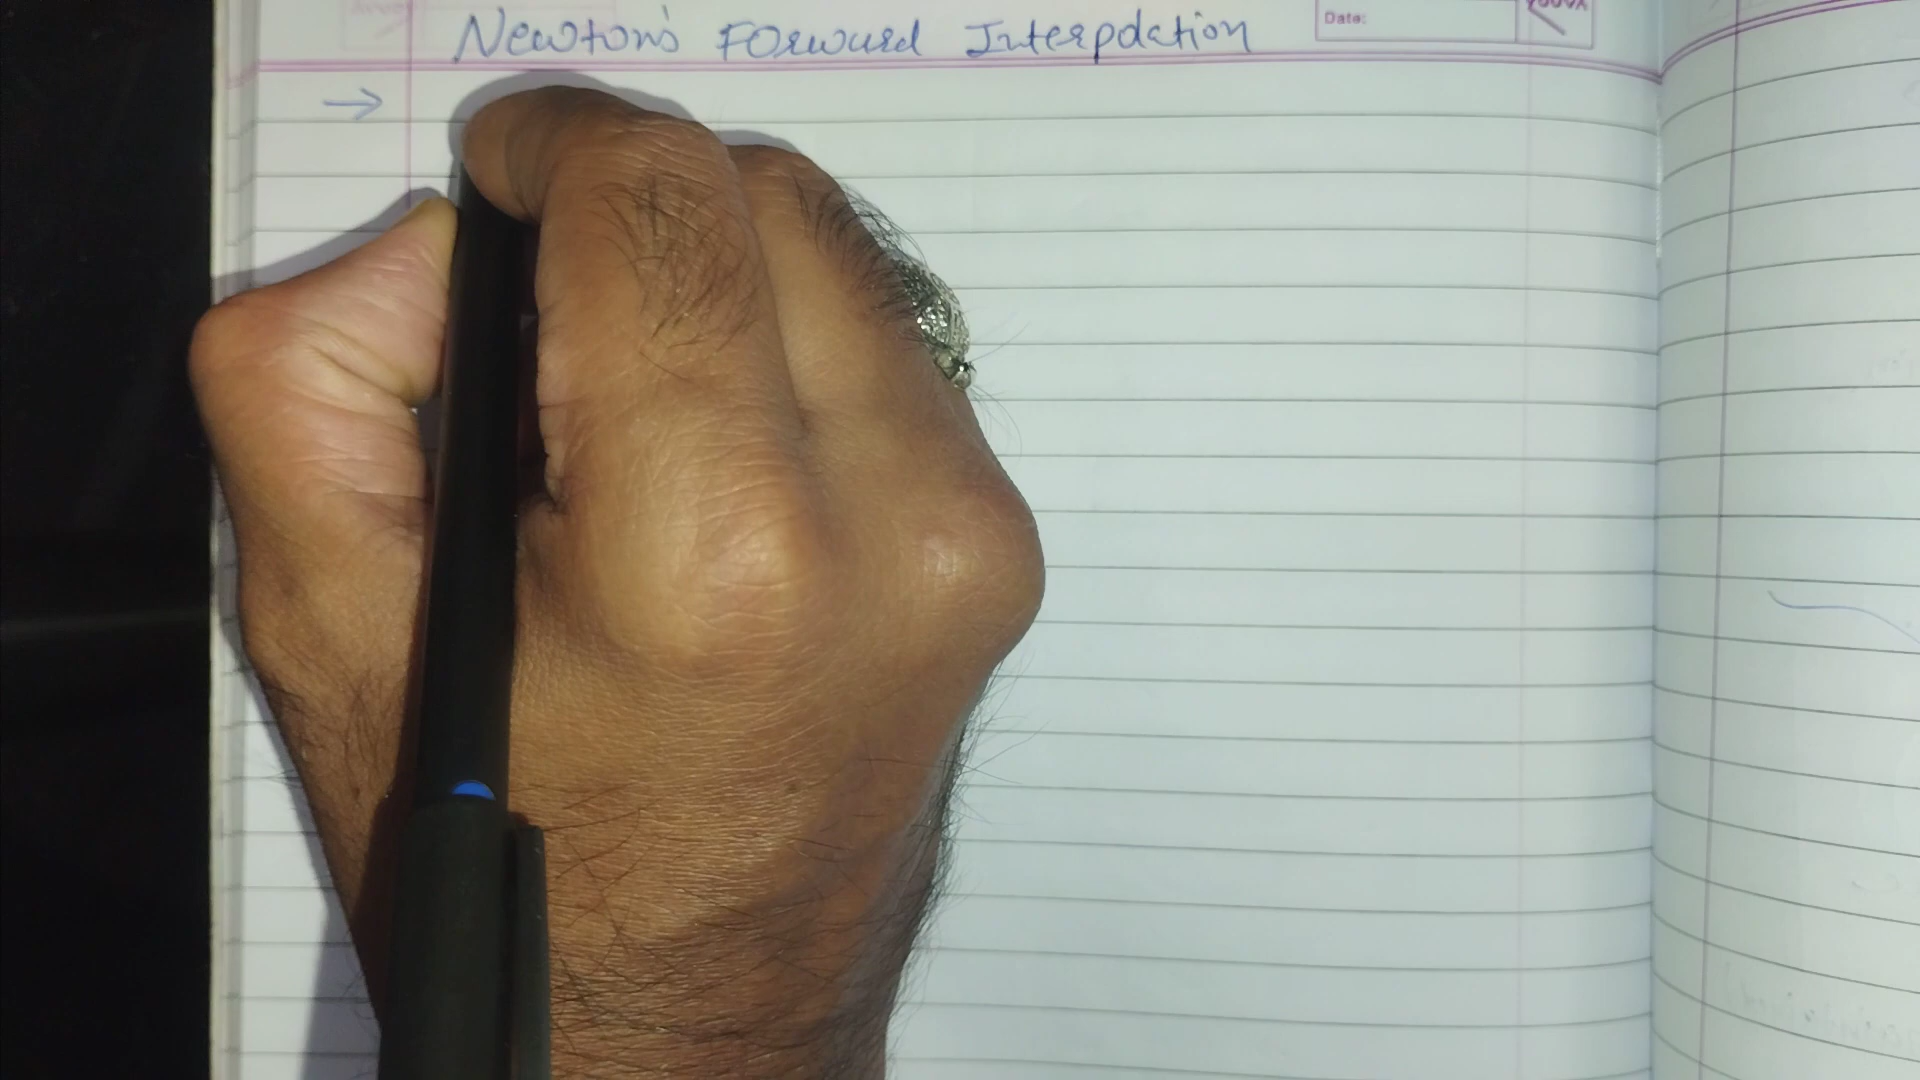 Newton's Forward Interpolation
Date:
→